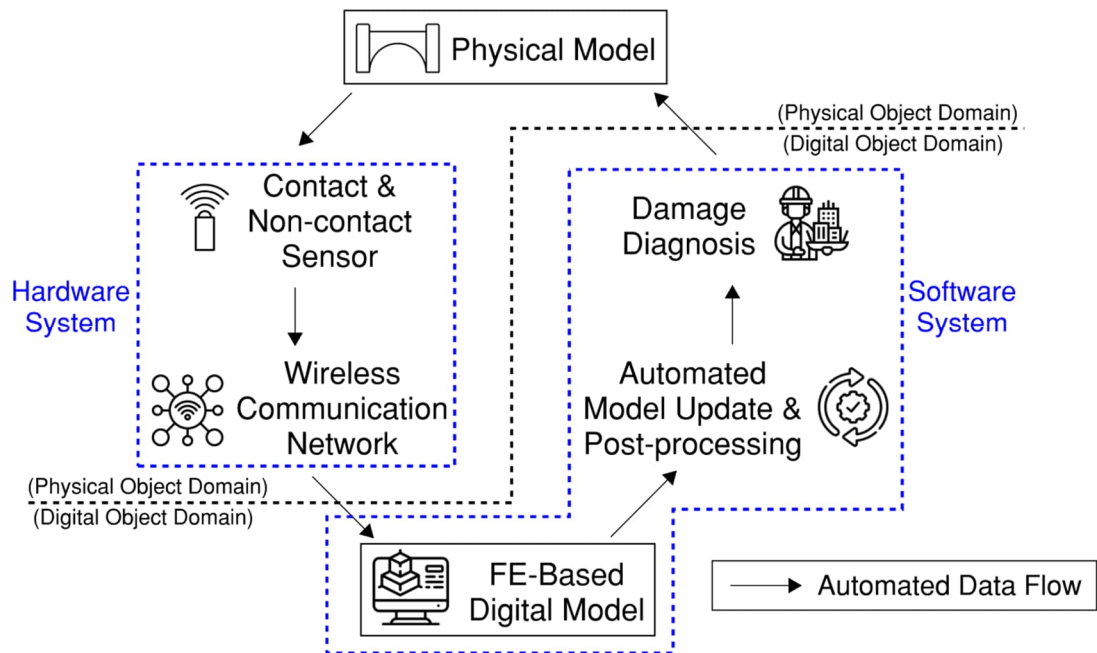 Physical Model
(Physical Object Domain)
(Digital Object Domain)
Contact &
Non-contact
Sensor
Damage
Diagnosis
Hardware
System
Software
System
Wireless
Communication
Network
Automated
Model Update &
Post-processing
(Physical Object Domain)
(Digital Object Domain)
FE-Based
Digital Model
Automated Data Flow